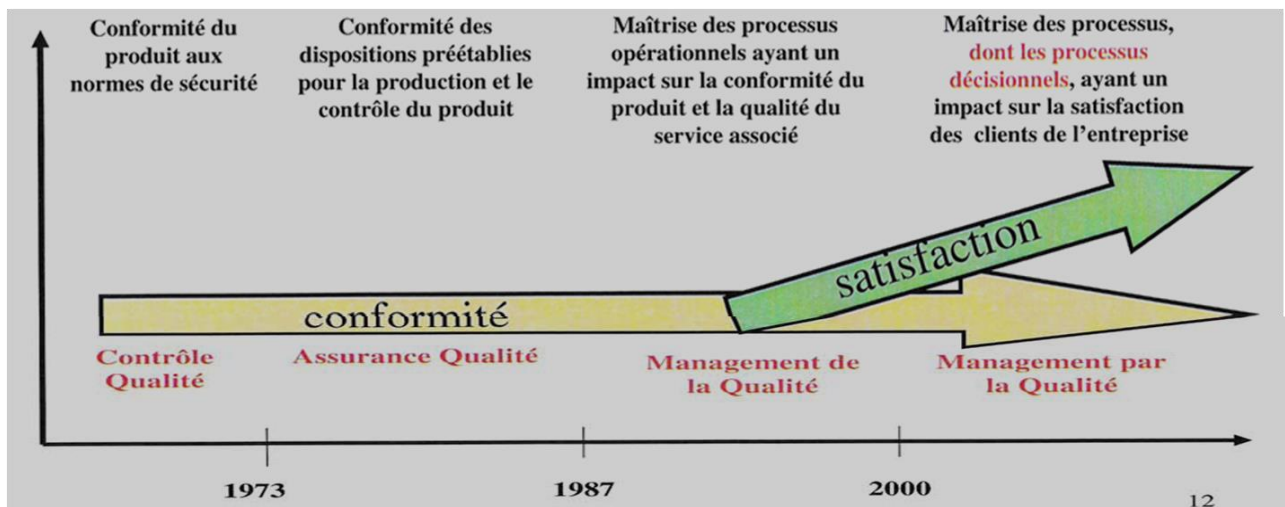 Conformité du
produit aux
normes de sécurité
Conformité des
dispositions préétablies
pour la production et le
contrôle du produit
Maîtrise des processus
opérationnels ayant un
impact sur la conformité du
produit et la qualité du
service associé
Maîtrise des processus,
dont les processus
décisionnels, ayant un
impact sur la satisfaction
des clients de l'entreprise
satisfaction
conformité
Contrôle
Qualité
Assurance Qualité
Management de
la Qualité
Management par
la Qualité
1973
1987
2000
12